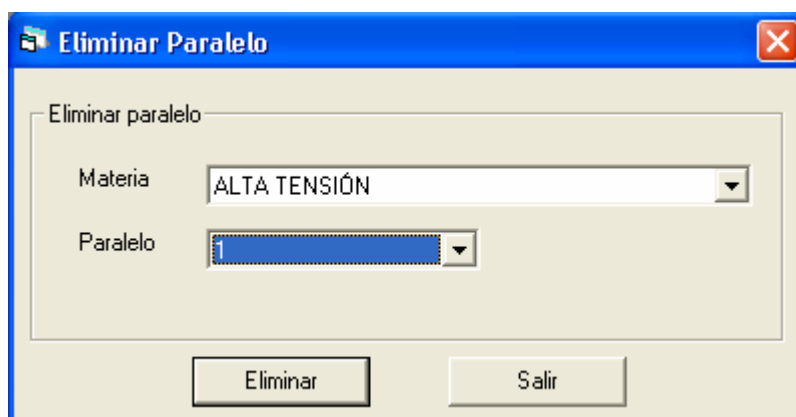 Eliminar Paralelo
Eliminar paralelo
Materia ALTA TENSIÓN
Paralelo 1
Eliminar Salir